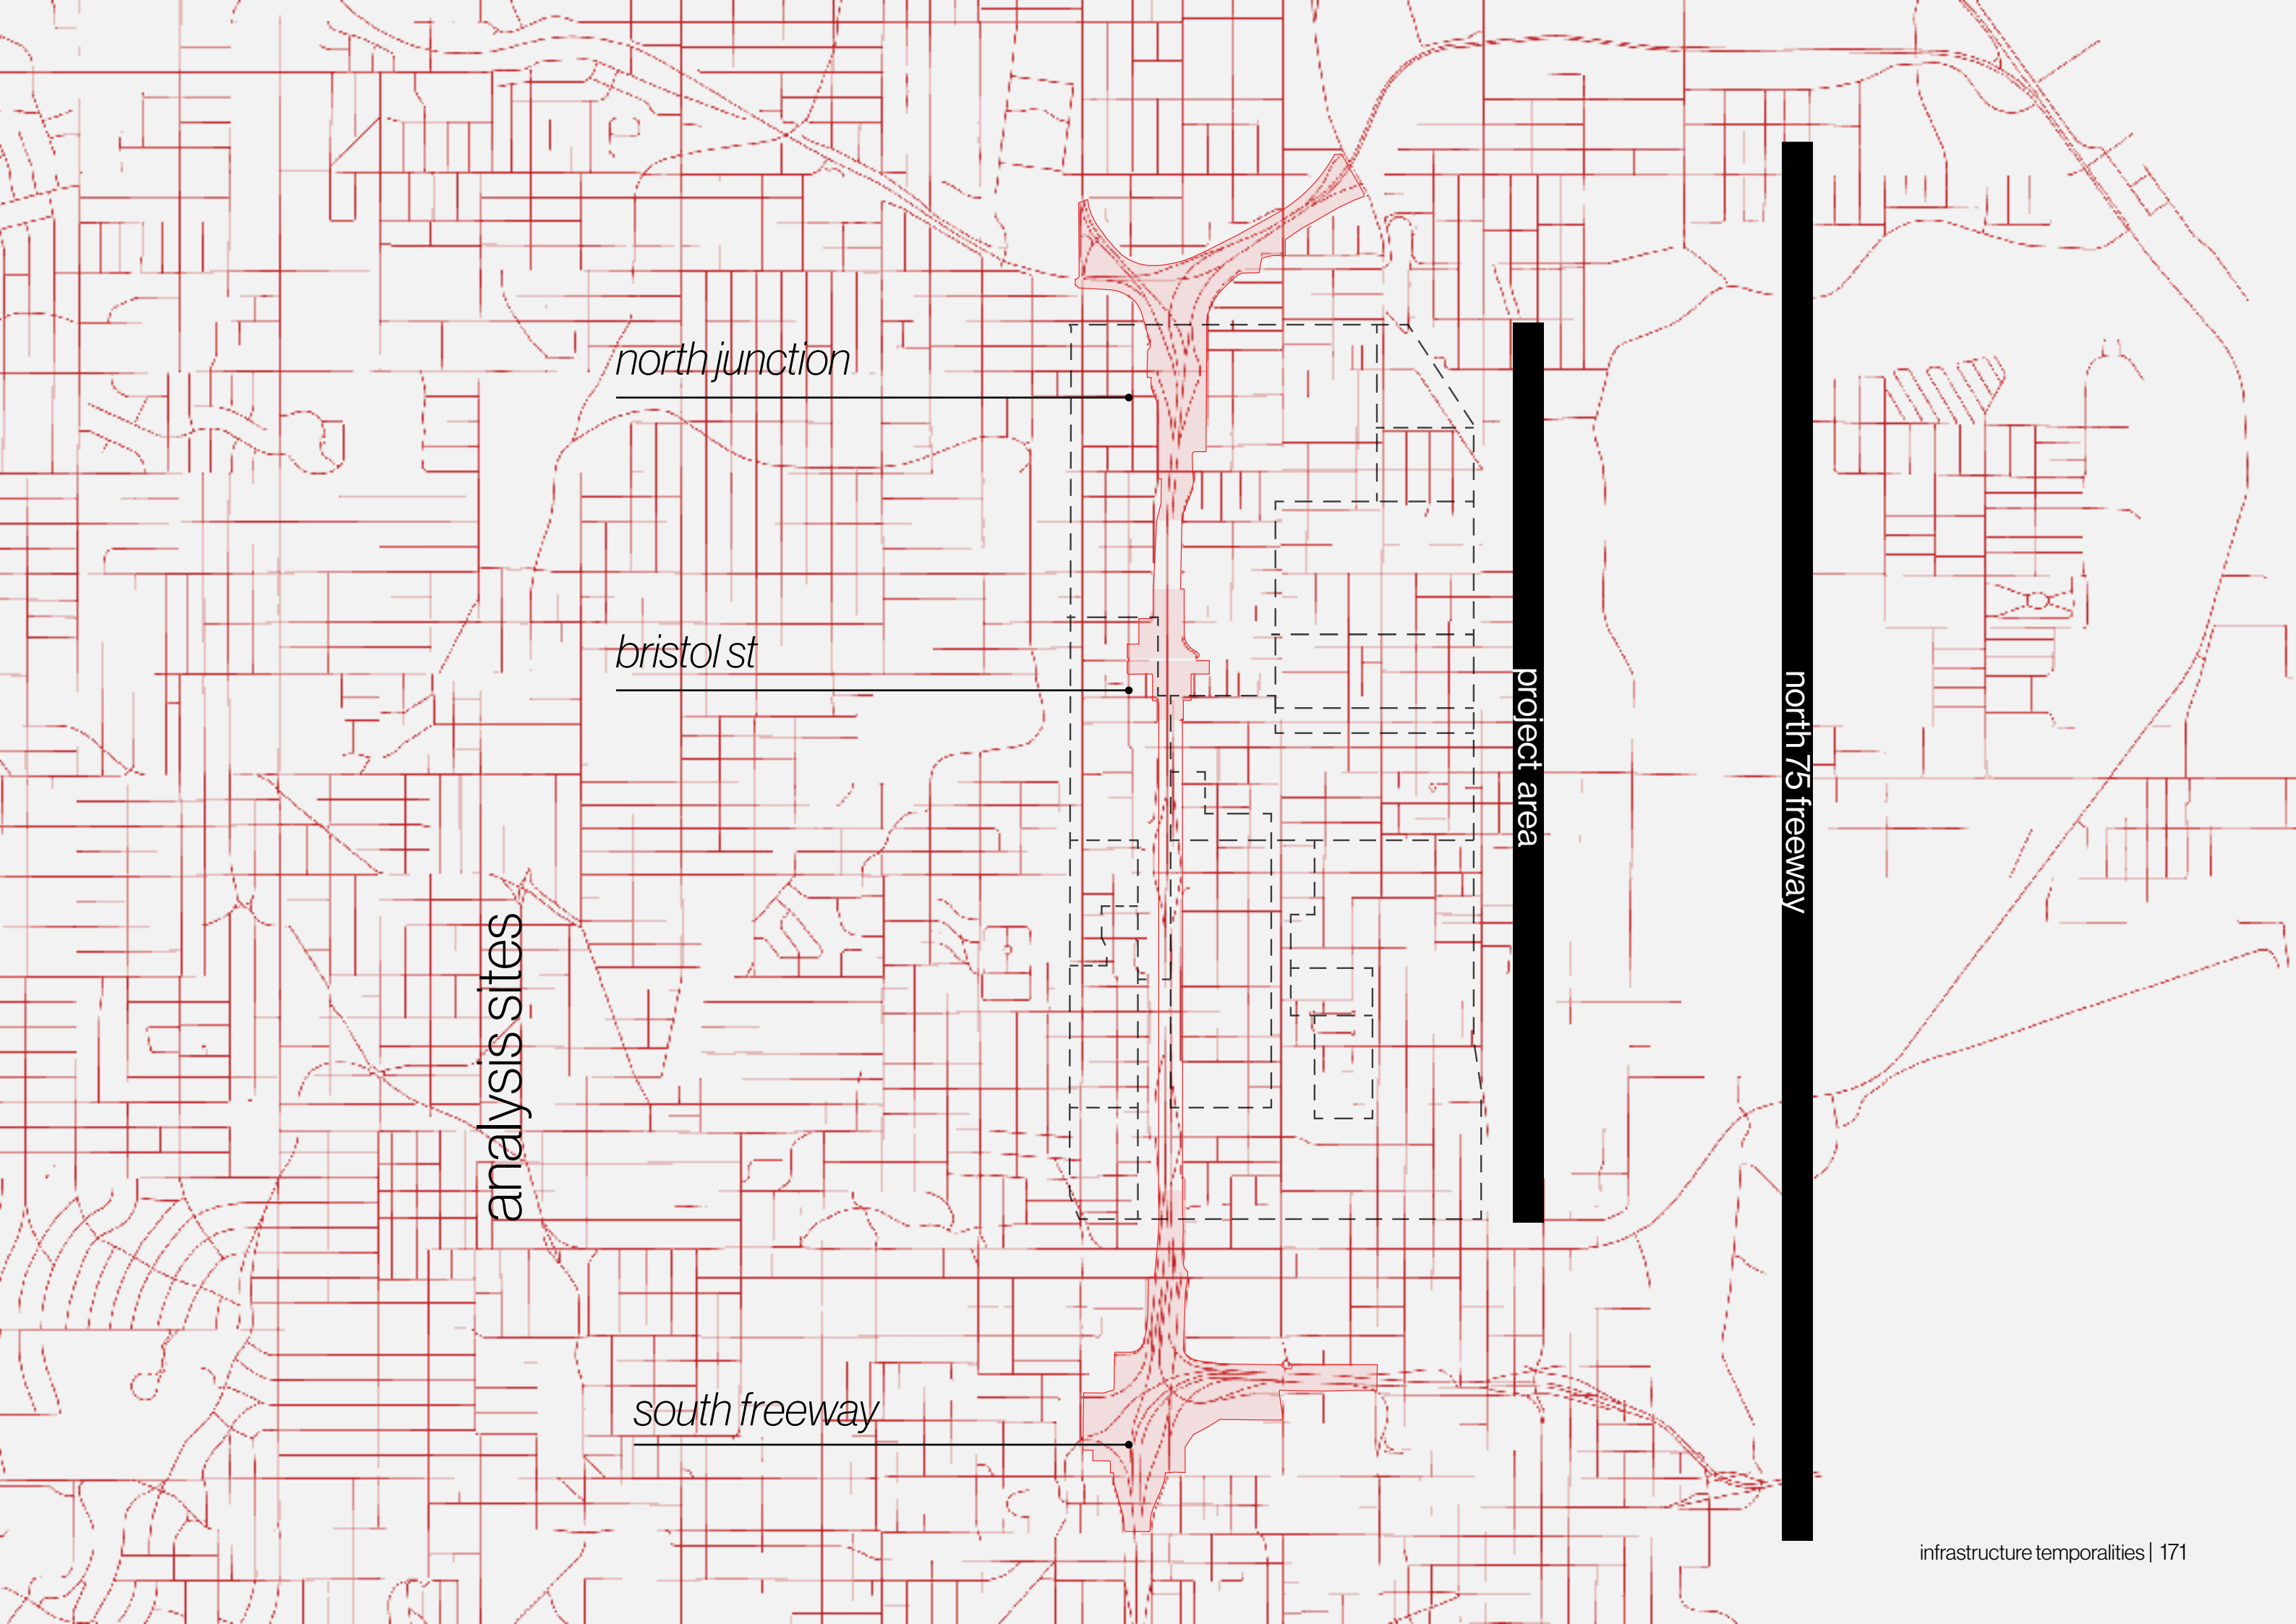 north junction
bristol st
project area
north 75 freeway
analysis sites
south freeway
infrastructure temporalities | 171